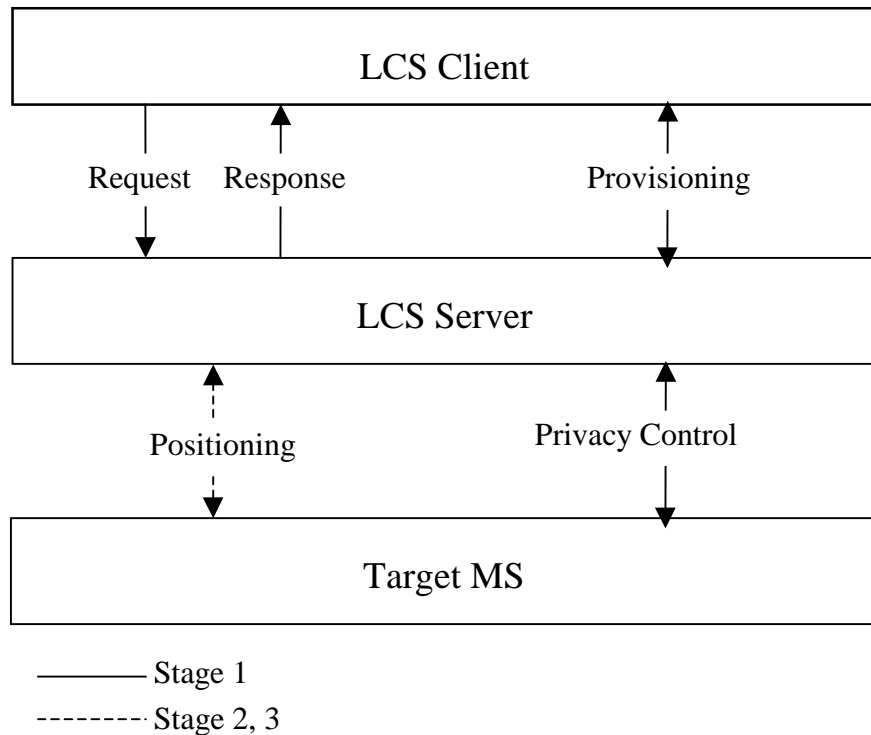 LCS Client
Request
Response
Provisioning
LCS Server
Positioning
Privacy Control
Target MS
Stage 1
Stage 2, 3